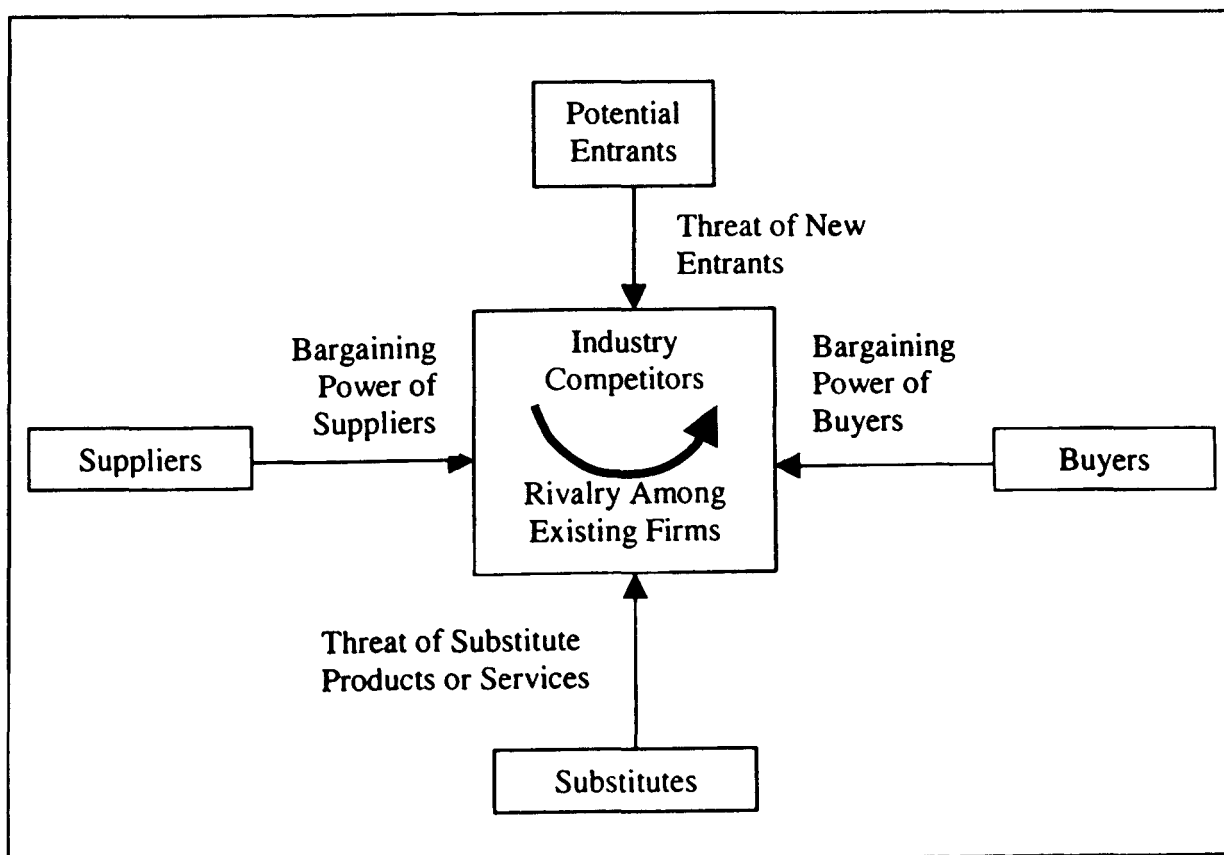 Potential
Entrants
Threat of New
Entrants
Bargaining
Power of
Suppliers
Industry
Competitors
Bargaining
Power of
Buyers
Suppliers
Buyers
Rivalry Among
Existing Firms
Threat of Substitute
Products or Services
Substitutes